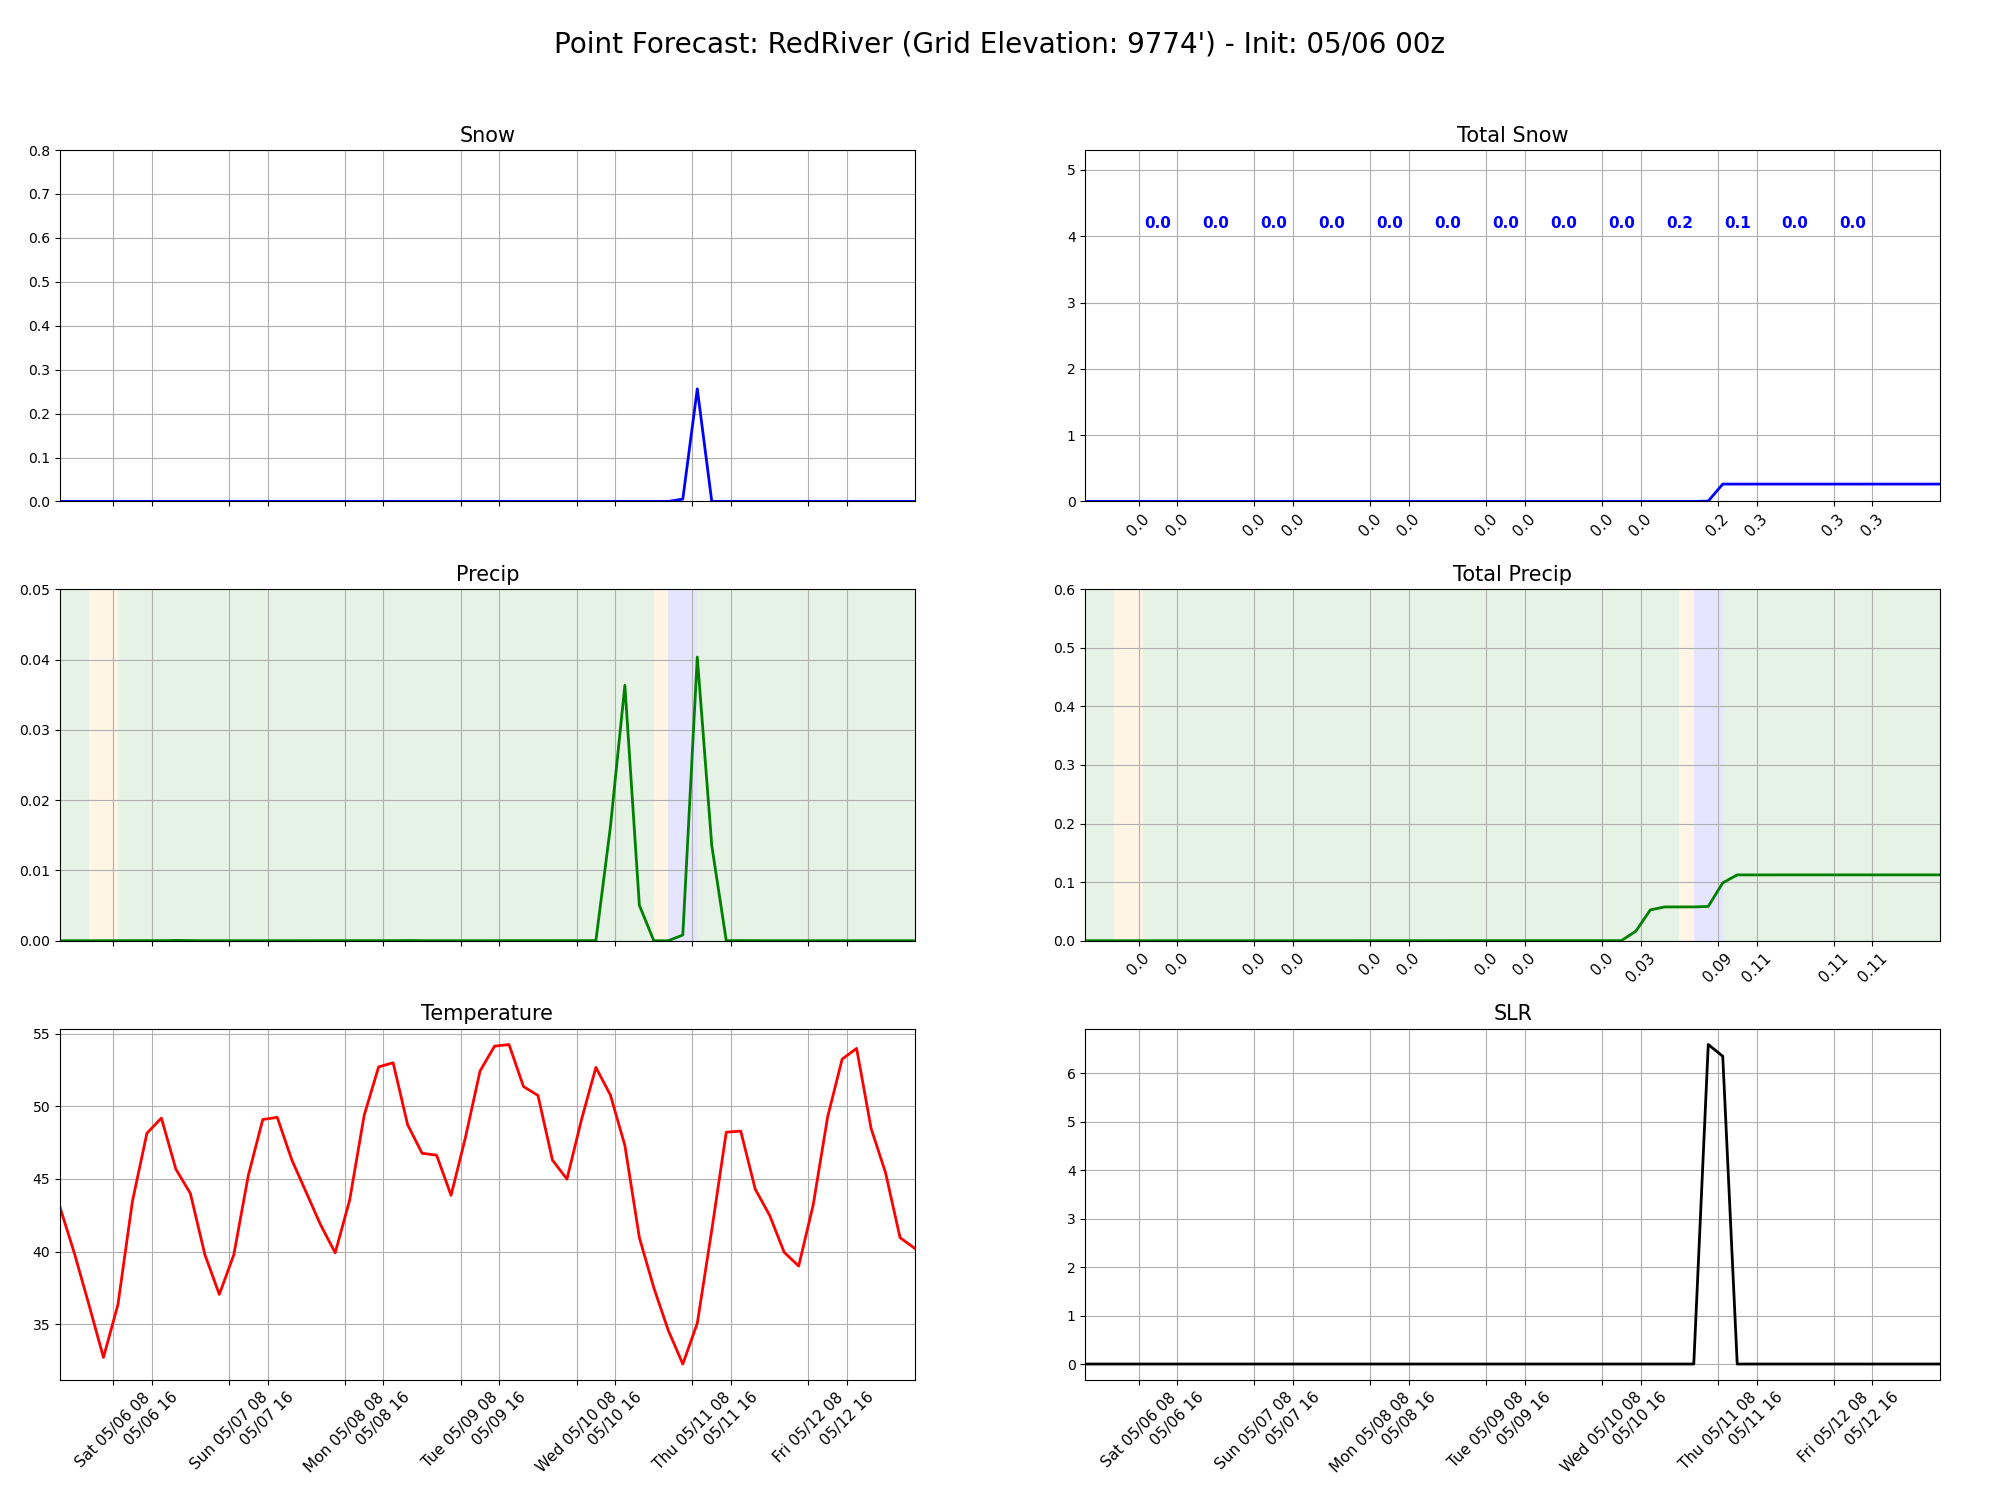 Point Forecast: RedRiver (Grid Elevation: 9774') - Init: 05/06 00z
Snow
0.8
0.7
0.6
0.5
0.4
0.3
0.2
0.1
0.0
Total Snow
5
4
3
2
1
0
0.0 0.0 0.0 0.0 0.0 0.0 0.0 0.0 0.0 0.2 0.1 0.0 0.0
0.0 0.0 0.0 0.0 0.0 0.0 0.0 0.0 0.0 0.0 0.2 0.3 0.3 0.3
Precip
0.05
0.04
0.03
0.02
0.01
0.00
Total Precip
0.6
0.5
0.4
0.3
0.2
0.1
0.0
0.0 0.0 0.0 0.0 0.0 0.0 0.0 0.0 0.0 0.03 0.09 0.11 0.11 0.11
Temperature
55
50
45
40
35
Sat 05/06 08
05/06 16
Sun 05/07 08
05/07 16
Mon 05/08 08
05/08 16
Tue 05/09 08
05/09 16
Wed 05/10 08
05/10 16
Thu 05/11 08
05/11 16
Fri 05/12 08
05/12 16
SLR
6
5
4
3
2
1
0
Sat 05/06 08
05/06 16
Sun 05/07 08
05/07 16
Mon 05/08 08
05/08 16
Tue 05/09 08
05/09 16
Wed 05/10 08
05/10 16
Thu 05/11 08
05/11 16
Fri 05/12 08
05/12 16